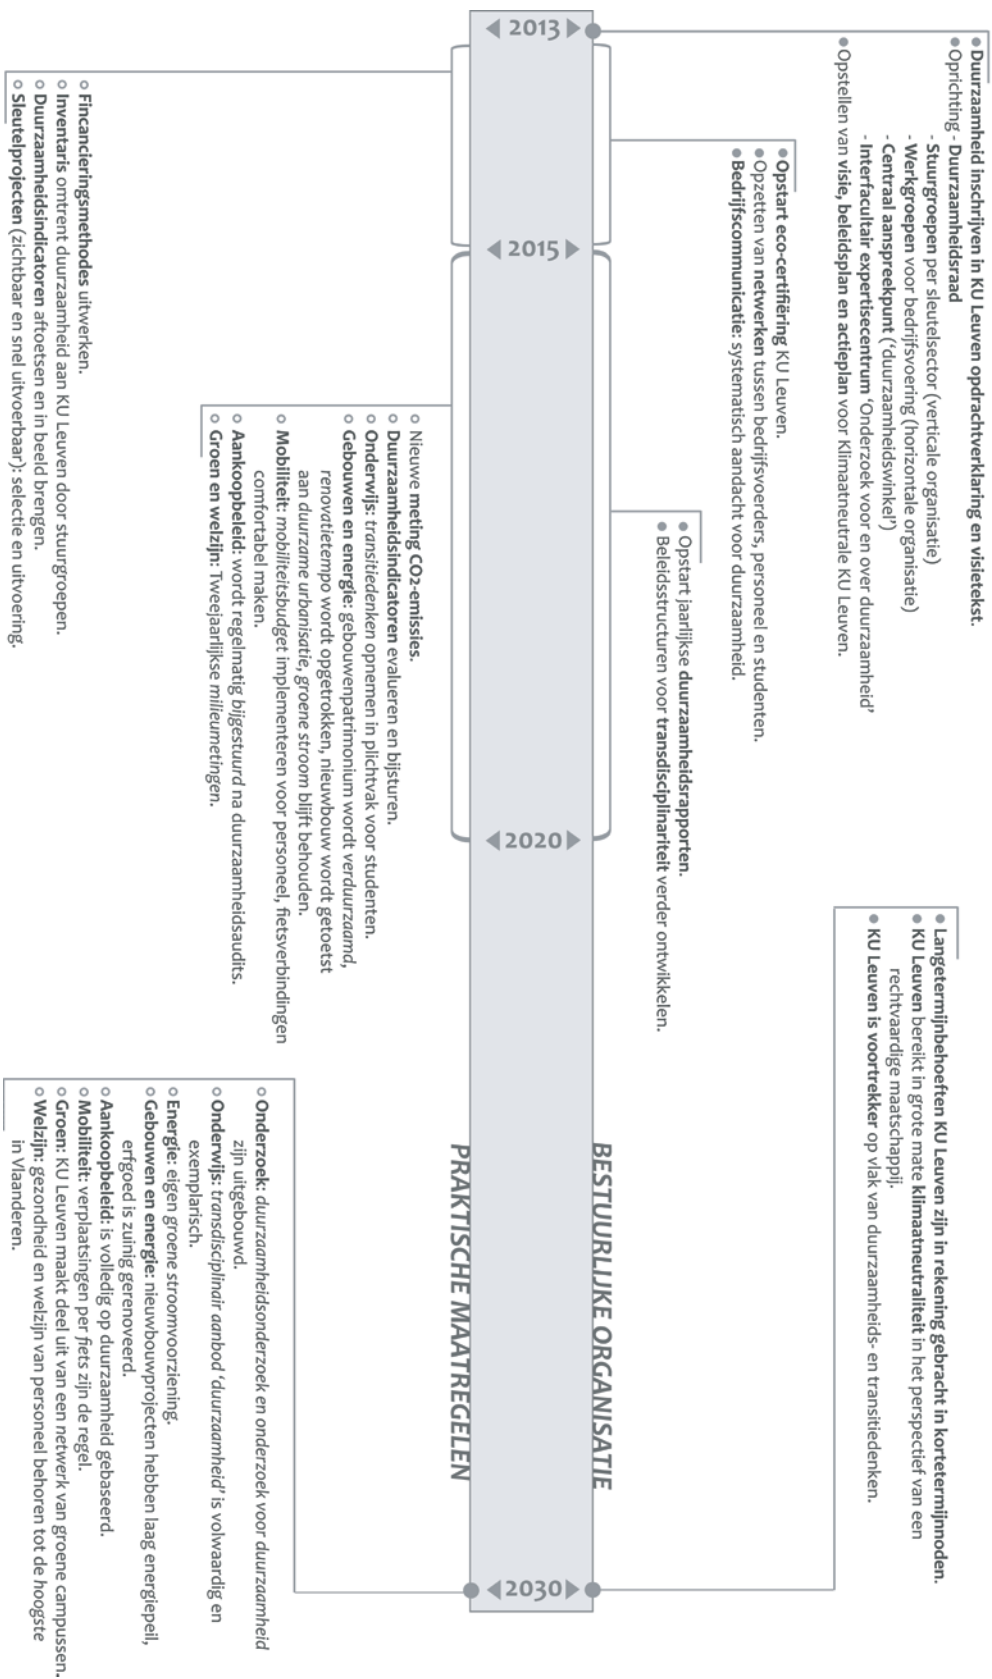 ● Duurzaamheid inschrijven in KU Leuven opdrachtverklaring en visietekst.
● Oprichting - Duurzaamheidsraad
- Stuurgroepen per sleutelsector (verticale organisatie)
- Werkgroepen voor bedrijfsvoering (horizontale organisatie)
- Centraal aanspreekpunt ('duurzaamheidswinkel')
- Interfacultair expertisecentrum 'Onderzoek voor en over duurzaamheid'
● Opstellen van visie, beleidsplan en actieplan voor Klimaatneutrale KU Leuven.
● Opstart eco-certifiëring KU Leuven.
● Opzetten van netwerken tussen bedrijfsvoerders, personeel en studenten.
● Bedrijfscommunicatie: systematisch aandacht voor duurzaamheid.
● Opstart jaarlijkse duurzaamheidsrapporten.
● Beleidsstructuren voor transdisciplinariteit verder ontwikkelen.
● Langetermijnbehoeften KU Leuven zijn in rekening gebracht in kortetermijnnoden.
● KU Leuven bereikt in grote mate klimaatneutraliteit in het perspectief van een
rechtvaardige maatschappij.
● KU Leuven is voortrekker op vlak van duurzaamheids- en transitiedenken.
BESTUURLIJKE ORGANISATIE
◀ 2013 ▶
◀ 2015 ▶
◀ 2020 ▶
◀ 2030 ▶
PRAKTISCHE MAATREGELEN
○ Fincancieringsmethodes uitwerken.
○ Inventaris omtrent duurzaamheid aan KU Leuven door stuurgroepen.
○ Duurzaamheidsindicatoren aftoetsen en in beeld brengen.
○ Sleutelprojecten (zichtbaar en snel uitvoerbaar): selectie en uitvoering.
○ Nieuwe meting CO2-emissies.
○ Duurzaamheidsindicatoren evalueren en bijsturen.
○ Onderwijs: transitiedenken opnemen in plichtvak voor studenten.
○ Gebouwen en energie: gebouwenpatrimonium wordt verduurzaamd,
renovatietempo wordt opgetrokken, nieuwbouw wordt getoetst
aan duurzame urbanisatie, groene stroom blijft behouden.
○ Mobiliteit: mobiliteitsbudget implementeren voor personeel, fietsverbindingen
comfortabel maken.
○ Aankoopbeleid: wordt regelmatig bijgestuurd na duurzaamheidsaudits.
○ Groen en welzijn: Tweejaarlijkse milieumetingen.
○ Onderzoek: duurzaamheidsonderzoek en onderzoek voor duurzaamheid
zijn uitgebouwd.
○ Onderwijs: transdisciplinair aanbod 'duurzaamheid' is volwaardig en
exemplarisch.
○ Energie: eigen groene stroomvoorziening.
○ Gebouwen en energie: nieuwbouwprojecten hebben laag energiepeil,
erfgoed is zuinig gerenoveerd.
○ Aankoopbeleid: is volledig op duurzaamheid gebaseerd.
○ Mobiliteit: verplaatsingen per fiets zijn de regel.
○ Groen: KU Leuven maakt deel uit van een netwerk van groene campussen.
○ Welzijn: gezondheid en welzijn van personeel behoren tot de hoogste
in Vlaanderen.